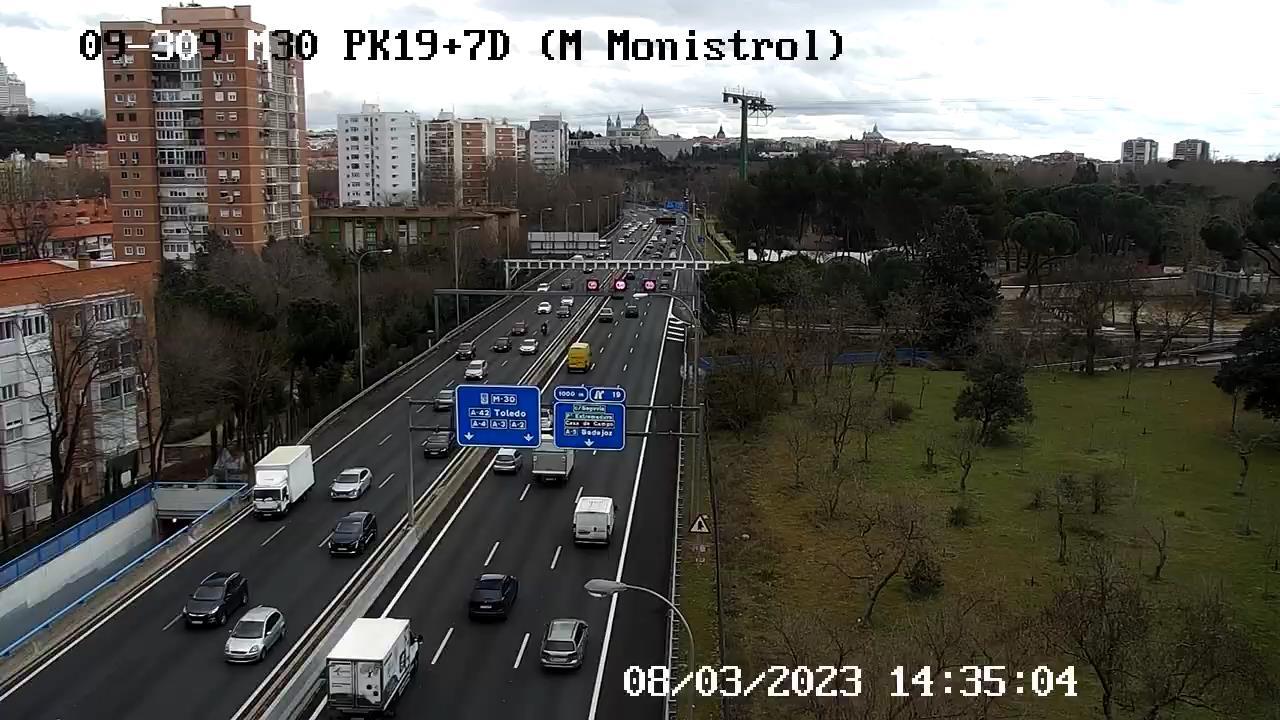 09-309 M30 PK19+7D (M Monistrol)
M-30
A-42 Toledo
A-4 A-3 A-2
1000 m 19
c/Segovia
Pº Extremadura
Casa de Campo
A-5 Badajoz
08/03/2023 14:35:04